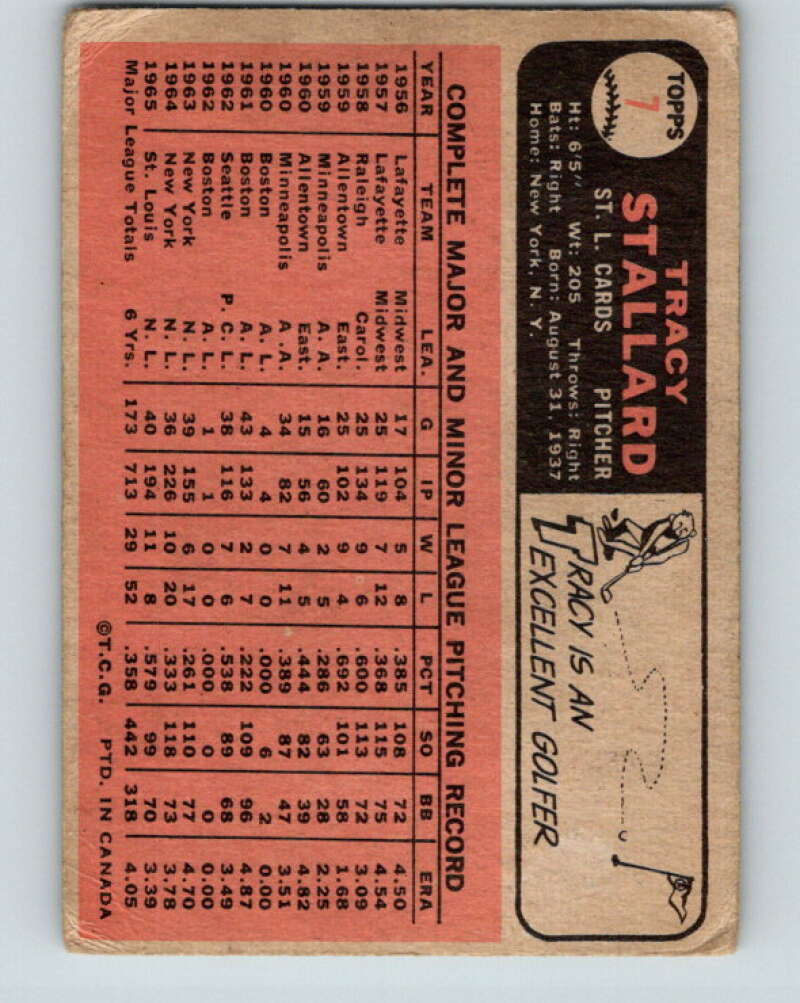 TOPPS
7
TRACY
STALLARD
ST. L. CARDS PITCHER
Ht: 6'5" Wt: 205 Throws: Right
Bats: Right Born: August 31, 1937
Home: New York, N. Y.
TRACY IS AN
EXCELLENT GOLFER
COMPLETE MAJOR AND MINOR LEAGUE PITCHING RECORD
YEAR TEAM LEA. G IP W L PCT SO BB ERA
1956 Lafayette Midwest 17 104 5 8 .385 108 72 4.50
1957 Lafayette Midwest 25 119 7 12 .368 115 75 4.54
1958 Raleigh Carol. 25 134 9 6 .600 113 72 3.09
1959 Allentown East. 25 102 9 4 .692 101 58 1.68
1959 Minneapolis A. A. 16 60 2 5 .286 63 28 2.25
1960 Allentown East. 15 56 4 5 .444 82 39 4.82
1960 Minneapolis A. A. 34 82 7 11 .389 87 47 3.51
1960 Boston A. L. 4 4 0 0 .000 6 2 0.00
1961 Boston A. L. 43 133 2 7 .222 109 96 4.87
1962 Seattle P. C. L. 38 116 7 6 .538 89 68 3.49
1962 Boston A. L. 1 1 0 0 .000 0 0 0.00
1963 New York N. L. 39 155 6 17 .261 110 77 4.70
1964 New York N. L. 36 226 10 20 .333 118 73 3.78
1965 St. Louis N. L. 40 194 11 8 .579 99 70 3.39
Major League Totals 6 Yrs. 173 713 29 52 .358 442 318 4.05
©T.C.G. PTD. IN CANADA